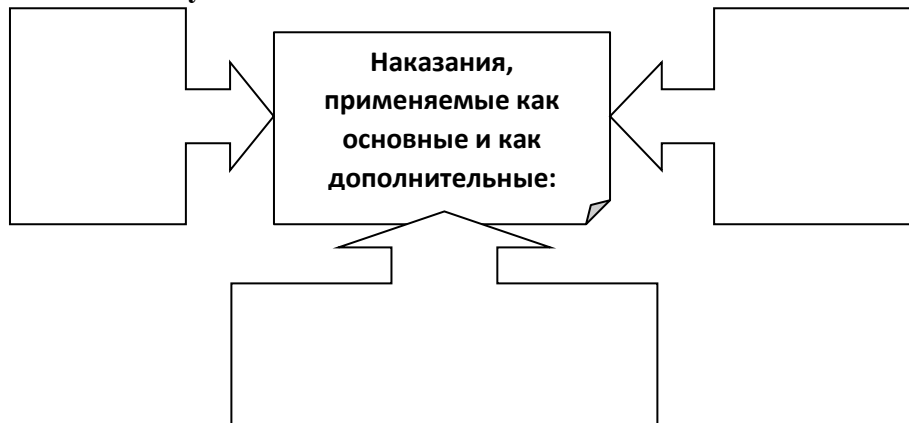 Наказания,
применяемые как
основные и как
дополнительные: